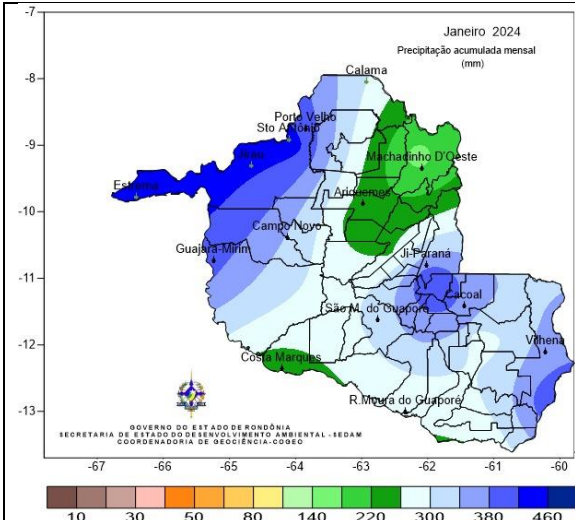 Janeiro 2024
Precipitação acumulada mensal
(mm)
-7
-8
-9
-10
-11
-12
-13
Calama
Porto Velho
Sto Antônio
Machadinho D'Oeste
Estrema
Ariquemes
Campo Novo
Guajará-Mirim
Ji-Paraná
Cacoal
São M. do Guaporé
Vilhena
Costa Marques
R.Moura do Guaporé
GOVERNO DO ESTADO DE RONDÔNIA
SECRETARIA DE ESTADO DO DESENVOLVIMENTO AMBIENTAL - SEDAM
COORDENADORIA DE GEOCIÊNCIA-COGEO
-67 -66 -65 -64 -63 -62 -61 -60
10 30 50 80 140 220 300 380 460